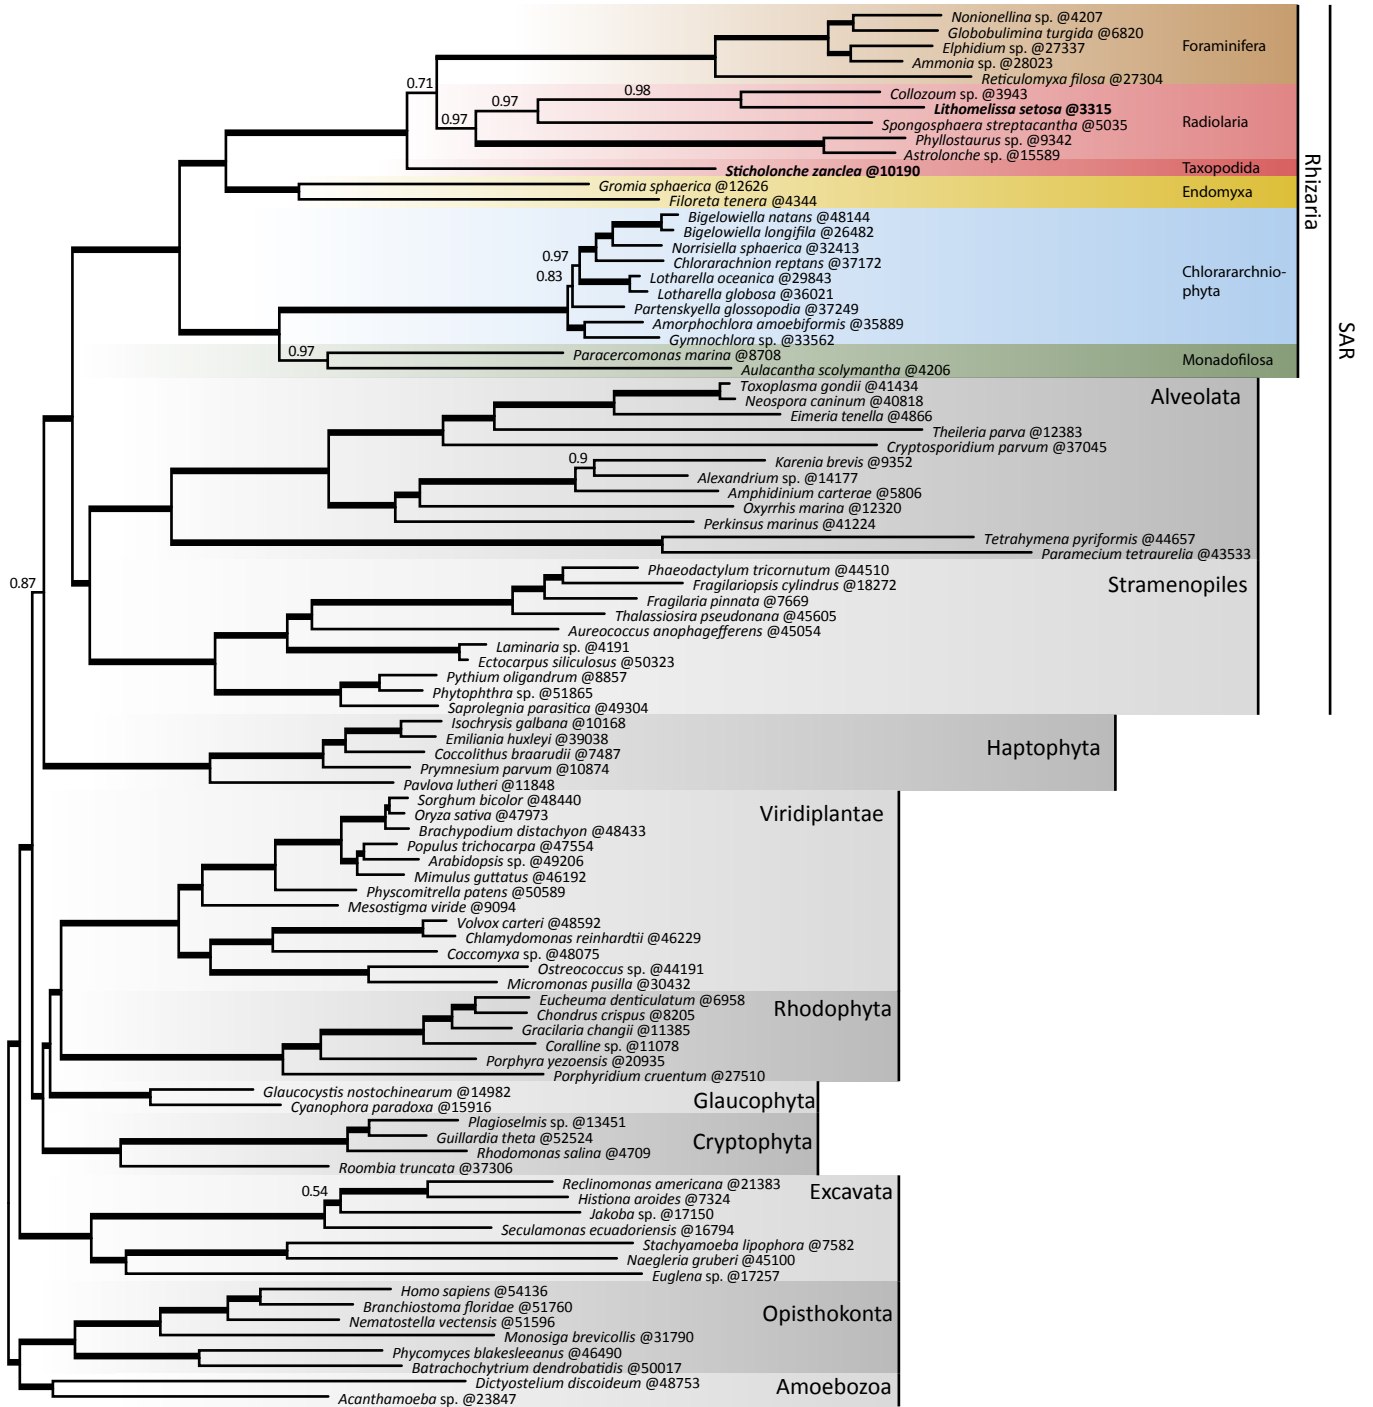 Nonionellina sp. @4207
Globobulimina turgida @6820
Elphidium sp. @27337
Ammonia sp. @28023
Reticulomyxa filosa @27304
Foraminifera
0.71
0.98
Collozoum sp. @3943
0.97
Lithomelissa setosa @3315
0.97
Spongosphaera streptacantha @5035
Radiolaria
Phyllostaurus sp. @9342
Astrolonche sp. @15589
Sticholonche zanclea @10190
Taxopodida
Gromia sphaerica @12626
Endomyxa
Filoreta tenera @4344
Rhizaria
Bigelowiella natans @48144
Bigelowiella longifila @26482
Norrisiella sphaerica @32413
0.97
Chlorarachnion reptans @37172
0.83
Lotharella oceanica @29843
Chlorararchnio-
phyta
Lotharella globosa @36021
Partenskyella glossopodia @37249
Amorphochlora amoebiformis @35889
Gymnochlora sp. @33562
SAR
0.97
Paracercomonas marina @8708
Monadofilosa
Aulacantha scolymantha @4206
Toxoplasma gondii @41434
Alveolata
Neospora caninum @40818
Eimeria tenella @4866
Theileria parva @12383
Cryptosporidium parvum @37045
0.9
Karenia brevis @9352
Alexandrium sp. @14177
Amphidinium carterae @5806
Oxyrrhis marina @12320
Perkinsus marinus @41224
Tetrahymena pyriformis @44657
Paramecium tetraurelia @43533
0.87
Phaeodactylum tricornutum @44510
Stramenopiles
Fragilariopsis cylindrus @18272
Fragilaria pinnata @7669
Thalassiosira pseudonana @45605
Aureococcus anophagefferens @45054
Laminaria sp. @4191
Ectocarpus siliculosus @50323
Pythium oligandrum @8857
Phytophthra sp. @51865
Saprolegnia parasitica @49304
Isochrysis galbana @10168
Emiliania huxleyi @39038
Haptophyta
Coccolithus braarudii @7487
Prymnesium parvum @10874
Pavlova lutheri @11848
Sorghum bicolor @48440
Oryza sativa @47973
Viridiplantae
Brachypodium distachyon @48433
Populus trichocarpa @47554
Arabidopsis sp. @49206
Mimulus guttatus @46192
Physcomitrella patens @50589
Mesostigma viride @9094
Volvox carteri @48592
Chlamydomonas reinhardtii @46229
Coccomyxa sp. @48075
Ostreococcus sp. @44191
Micromonas pusilla @30432
Eucheuma denticulatum @6958
Rhodophyta
Chondrus crispus @8205
Gracilaria changii @11385
Coralline sp. @11078
Porphyra yezoensis @20935
Porphyridium cruentum @27510
Glaucocystis nostochinearum @14982
Glaucophyta
Cyanophora paradoxa @15916
Plagioselmis sp. @13451
Guillardia theta @52524
Cryptophyta
Rhodomonas salina @4709
Roombia truncata @37306
Reclinomonas americana @21383
0.54
Excavata
Histiona aroides @7324
Jakoba sp. @17150
Seculamonas ecuadoriensis @16794
Stachyamoeba lipophora @7582
Naegleria gruberi @45100
Euglena sp. @17257
Homo sapiens @54136
Branchiostoma floridae @51760
Opisthokonta
Nematostella vectensis @51596
Monosiga brevicollis @31790
Phycomyces blakesleeanus @46490
Batrachochytrium dendrobatidis @50017
Dictyostelium discoideum @48753
Amoebozoa
Acanthamoeba sp. @23847